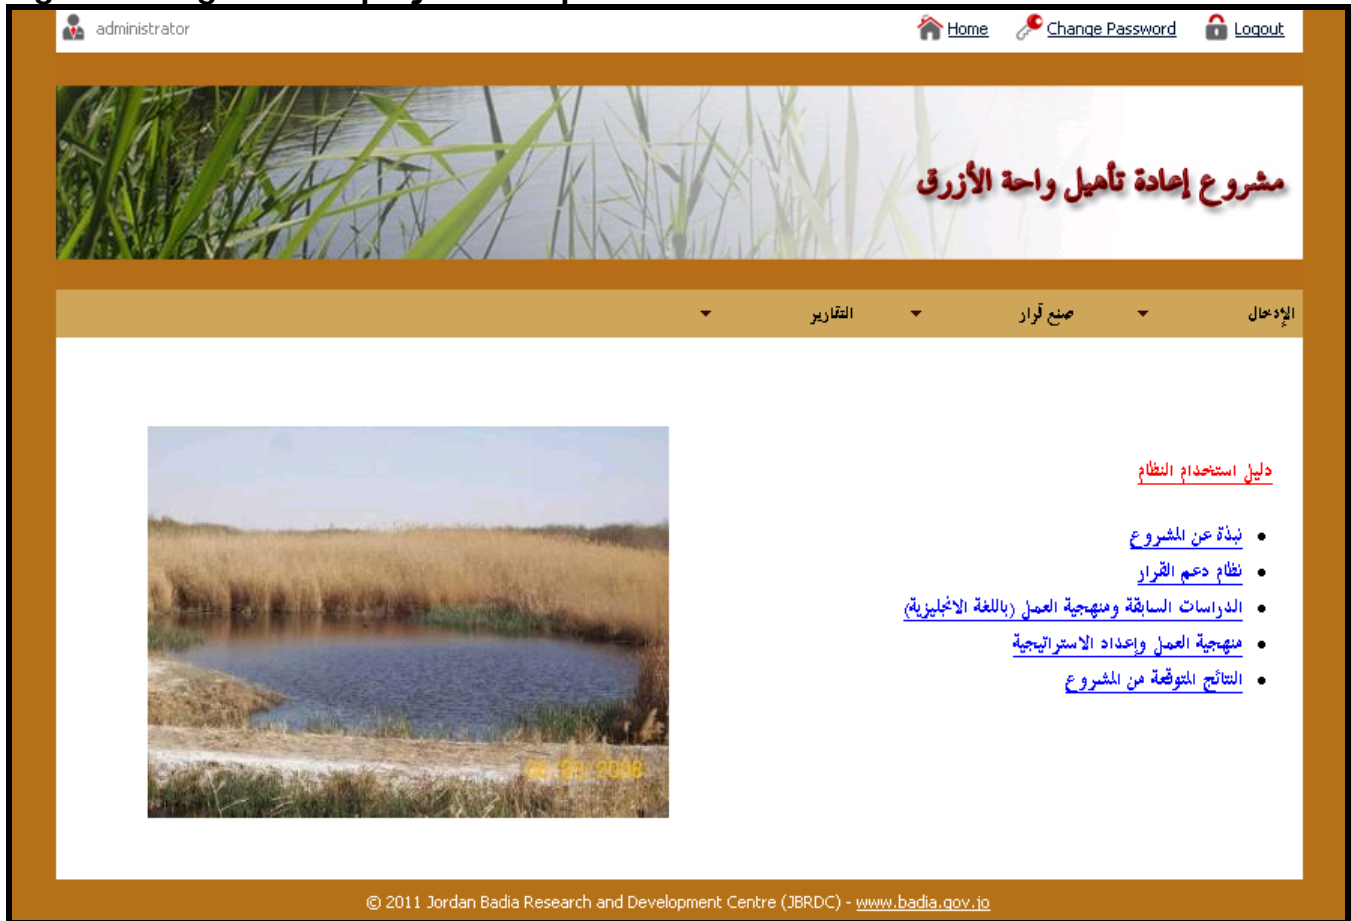 administrator
Home Change Password Logout
مشروع إعادة تأهيل واحة الأزرق
الإدخال صنع قرار التقارير
دليل استخدام النظام
نبذة عن المشروع
نظام دعم القرار
الدراسات السابقة ومنهجية العمل (باللغة الانجليزية)
منهجية العمل وإعداد الاستراتيجية
النتائج المتوقعة من المشروع
© 2011 Jordan Badia Research and Development Centre (JBRDC) - www.badia.gov.jo